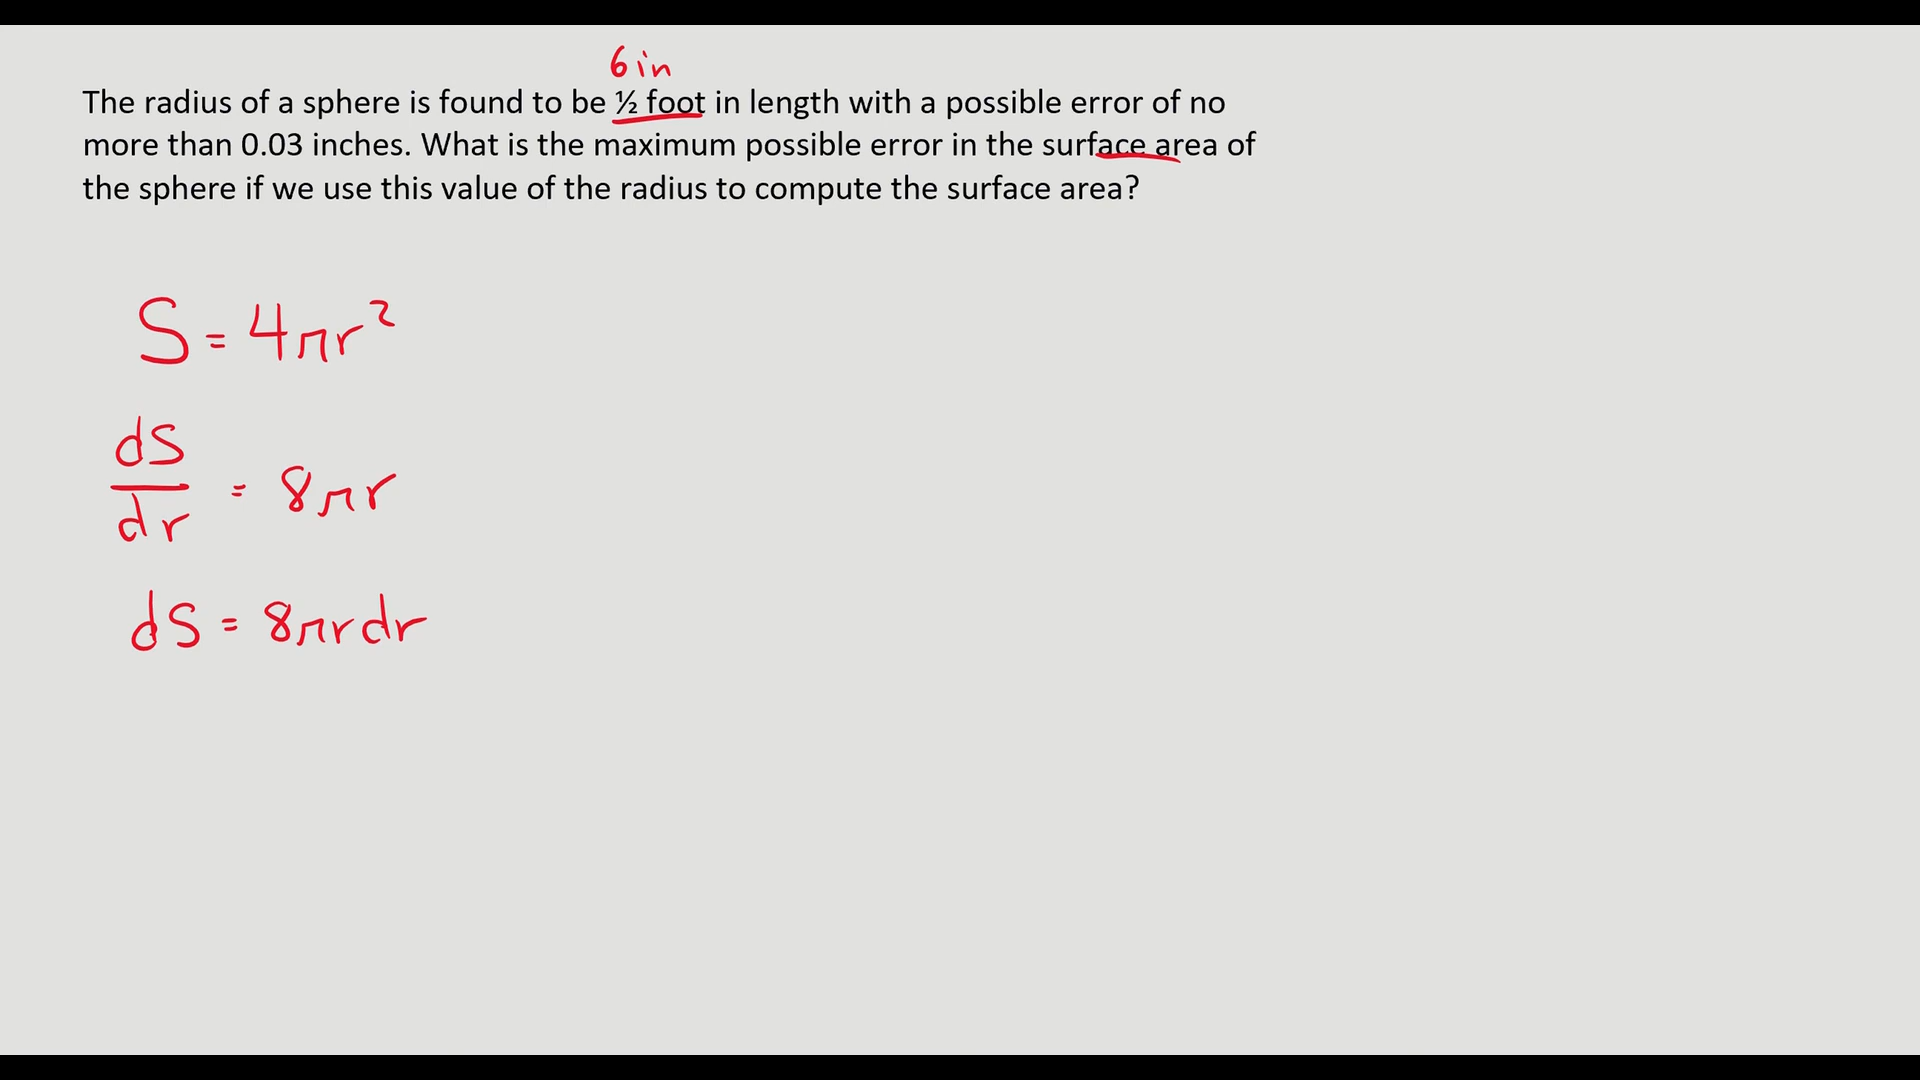 6 in
The radius of a sphere is found to be ½ foot in length with a possible error of no
more than 0.03 inches. What is the maximum possible error in the surface area of
the sphere if we use this value of the radius to compute the surface area?
S = 4πr²
dS/dr = 8πr
dS = 8πrdr